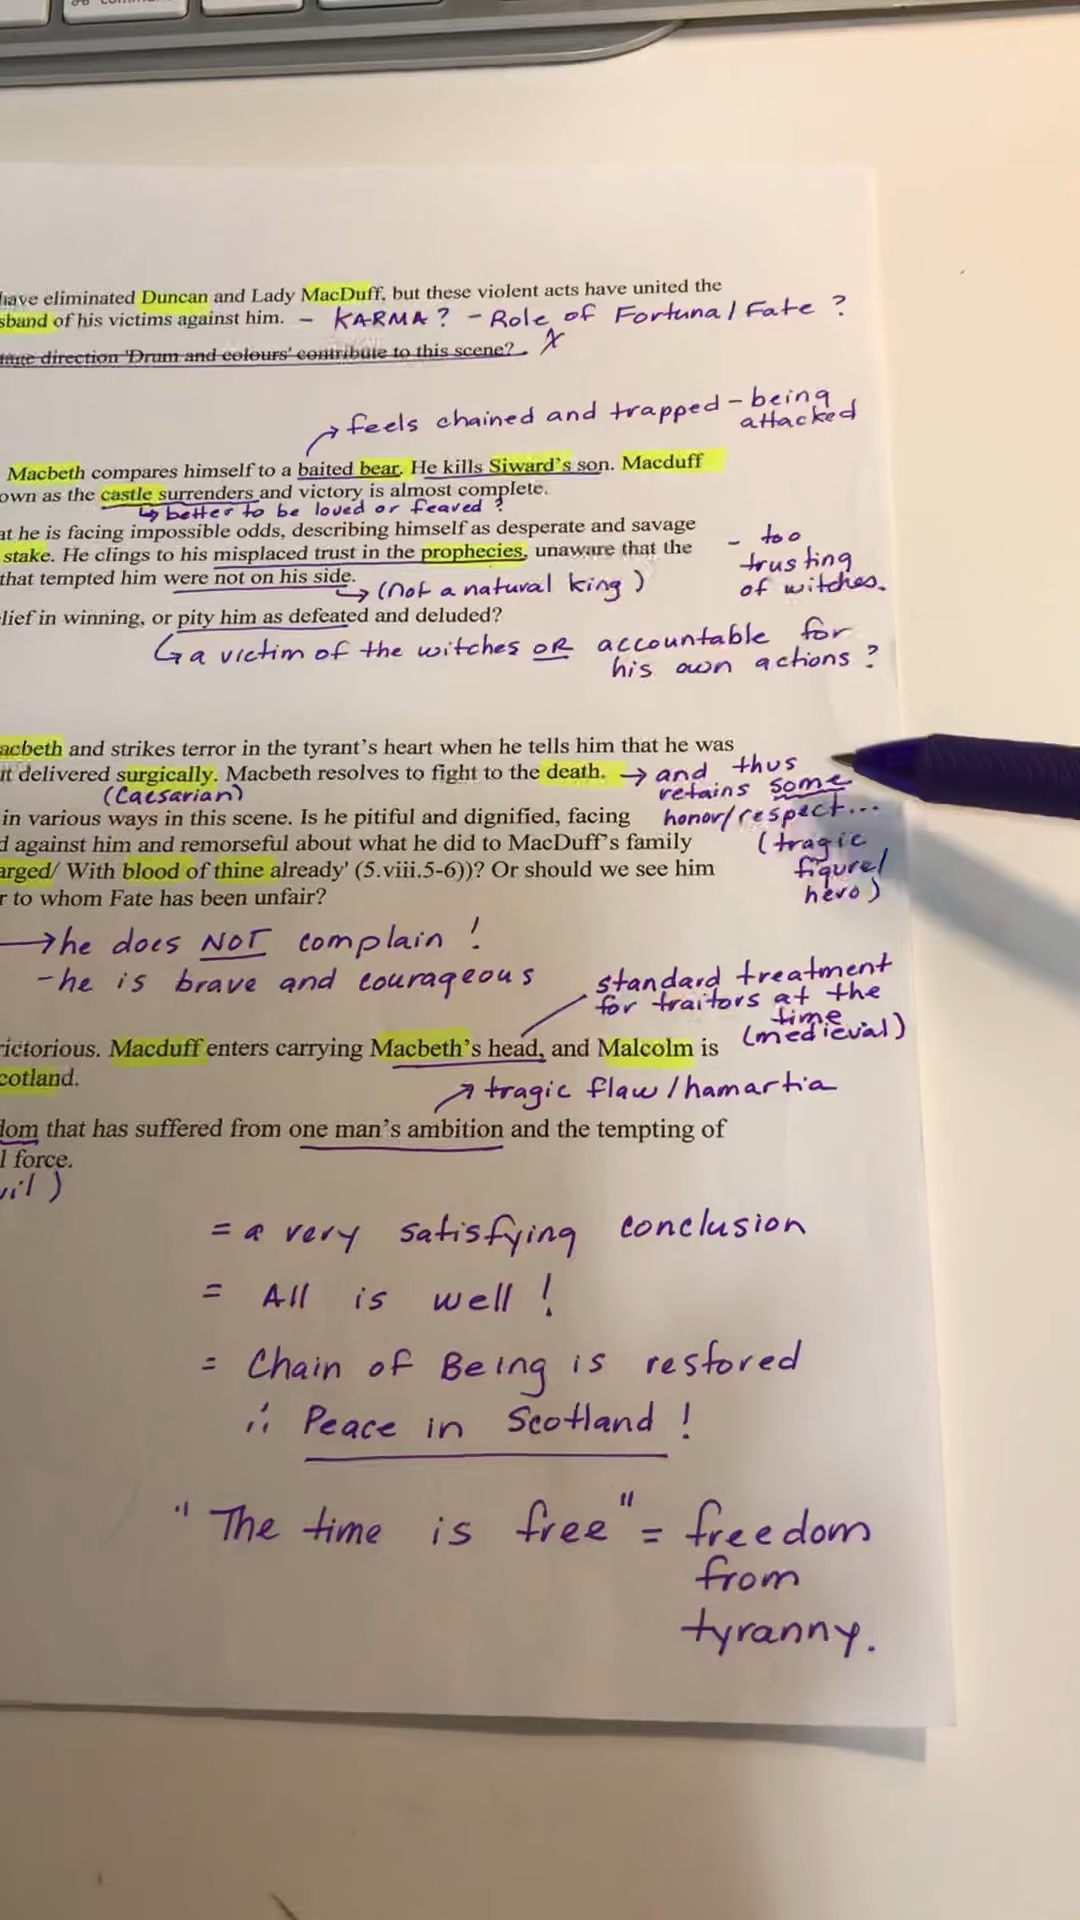 have eliminated Duncan and Lady MacDuff, but these violent acts have united the
sband of his victims against him. - KARMA? - Role of Fortuna/Fate?
stage direction 'Drum and colours' contribute to this scene? X
feels chained and trapped - being
attacked
Macbeth compares himself to a baited bear. He kills Siward's son. Macduff
own as the castle surrenders and victory is almost complete.
↳ better to be loved or feared?
at he is facing impossible odds, describing himself as desperate and savage
stake. He clings to his misplaced trust in the prophecies, unaware that the
that tempted him were not on his side.
(not a natural king)
- too
trusting
of witches.
lief in winning, or pity him as defeated and deluded?
↳ a victim of the witches OR accountable for
his own actions?
acbeth and strikes terror in the tyrant's heart when he tells him that he was
ut delivered surgically. Macbeth resolves to fight to the death. → and thus
(Caesarian)
retains some
honor/respect...
(tragic
figure/
hero)
in various ways in this scene. Is he pitiful and dignified, facing
d against him and remorseful about what he did to MacDuff's family
arged/ With blood of thine already' (5.viii.5-6))? Or should we see him
r to whom Fate has been unfair?
→ he does NOT complain!
- he is brave and courageous
standard treatment
for traitors at the
time
(medieval)
ictorious. Macduff enters carrying Macbeth's head, and Malcolm is
cotland.
tragic flaw/hamartia
dom that has suffered from one man's ambition and the tempting of
l force.
vil)
= a very satisfying conclusion
= All is well!
= Chain of Being is restored
∴ Peace in Scotland!
"The time is free" = freedom
from
tyranny.